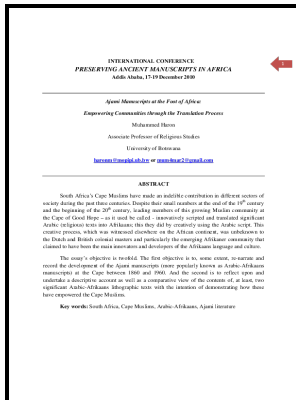 INTERNATIONAL CONFERENCE
PRESERVING ANCIENT MANUSCRIPTS IN AFRICA
Addis Ababa, 17-19 December 2010
1
Ajami Manuscripts at the Foot of Africa:
Empowering Communities through the Translation Process
Muhammed Haron
Associate Professor of Religious Studies
University of Botswana
haronm@mopipi.ub.bw or munslmar2@gmail.com
ABSTRACT
South Africa's Cape Muslims have made an indelible contribution in different sectors of
society during the past three centuries. Despite their small numbers at the end of the 19th century
and the beginning of the 20th century, leading members of this growing Muslim community at
the Cape of Good Hope – as it used be called - innovatively scripted and translated significant
Arabic (religious) texts into Afrikaans; this they did by creatively using the Arabic script. This
creative process, which was witnessed elsewhere on the African continent, was unbeknown to
the Dutch and British colonial masters and particularly the emerging Afrikaner community that
claimed to have been the main innovators and developers of the Afrikaans language and culture.
The essay's objective is twofold. The first objective is to, some extent, re-narrate and
record the development of the Ajami manuscripts (more popularly known as Arabic-Afrikaans
manuscripts) at the Cape between 1860 and 1960. And the second is to reflect upon and
undertake a descriptive account as well as a comparative view of the contents of, at least, two
significant Arabic-Afrikaans lithographic texts with the intention of demonstrating how these
have empowered the Cape Muslims.
Key words: South Africa, Cape Muslims, Arabic-Afrikaans, Ajami literature